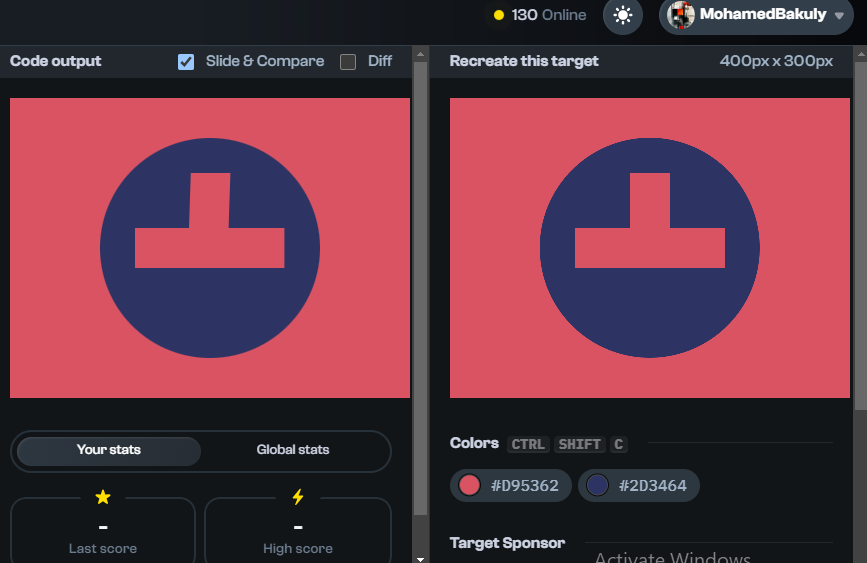 130 Online
MohamedBakuly
Code output
Slide & Compare
Diff
Recreate this target
400px x 300px
Your stats
Global stats
-
Last score
-
High score
Colors CTRL SHIFT C
#D95362
#2D3464
Target Sponsor
Activate Windows